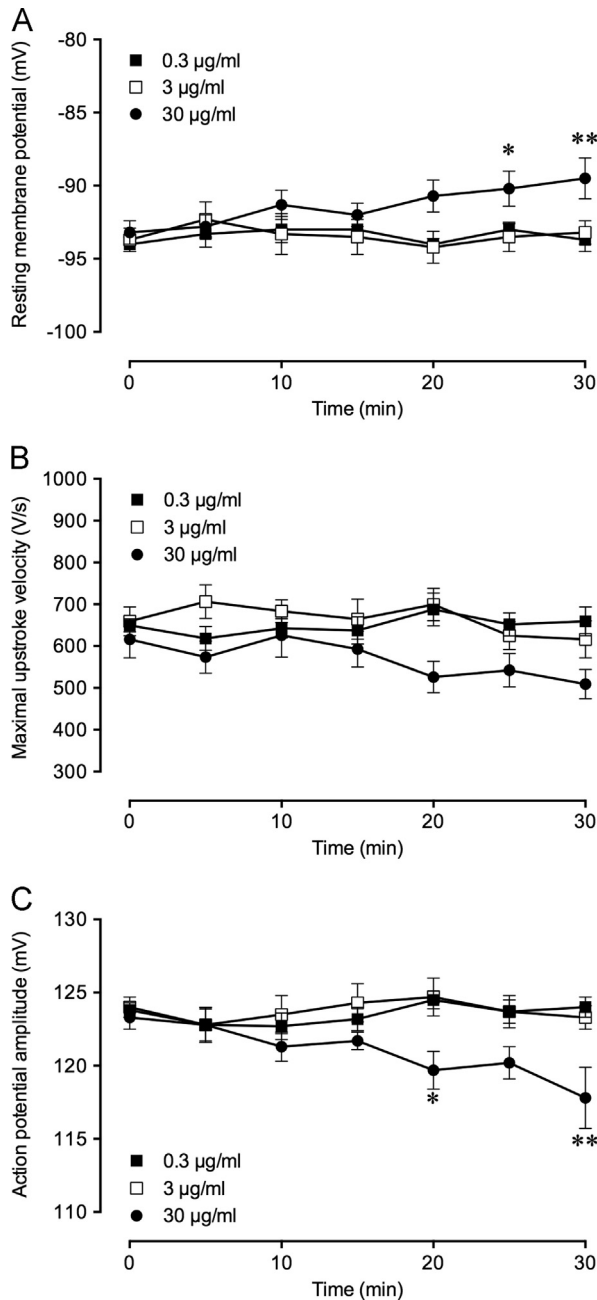 A
Resting membrane potential (mV)
-80
-85
-90
-95
-100
0.3 µg/ml
3 µg/ml
30 µg/ml
*
**
0 10 20 30
Time (min)
B
Maximal upstroke velocity (V/s)
1000
900
800
700
600
500
400
300
0.3 µg/ml
3 µg/ml
30 µg/ml
0 10 20 30
Time (min)
C
Action potential amplitude (mV)
130
125
120
115
110
*
**
0.3 µg/ml
3 µg/ml
30 µg/ml
0 10 20 30
Time (min)